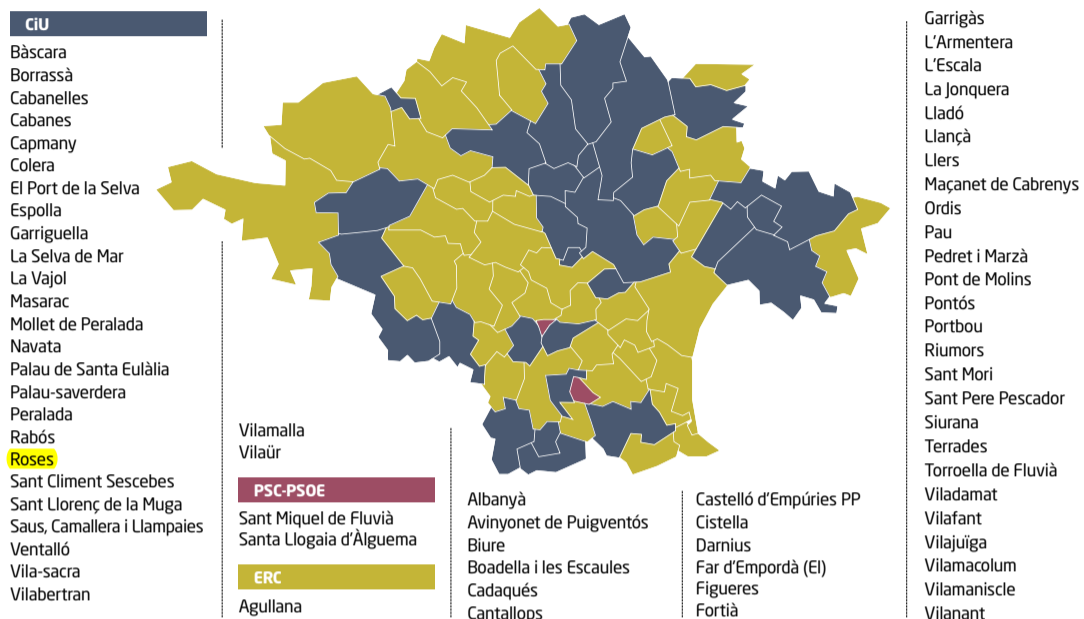 CiU
Bàscara
Borrassà
Cabanelles
Cabanes
Capmany
Colera
El Port de la Selva
Espolla
Garriguella
La Selva de Mar
La Vajol
Masarac
Mollet de Peralada
Navata
Palau de Santa Eulàlia
Palau-saverdera
Peralada
Rabós
Roses
Sant Climent Sescebes
Sant Llorenç de la Muga
Saus, Camallera i Llampaies
Ventalló
Vila-sacra
Vilabertran
Vilamalla
Vilaür
PSC-PSOE
Sant Miquel de Fluvià
Santa Llogaia d'Àlguema
ERC
Agullana
Albanyà
Avinyonet de Puigventós
Biure
Boadella i les Escaules
Cadaqués
Cantallops
Castelló d'Empúries PP
Cistella
Darnius
Far d'Empordà (El)
Figueres
Fortià
Garrigàs
L'Armentera
L'Escala
La Jonquera
Lladó
Llançà
Llers
Maçanet de Cabrenys
Ordis
Pau
Pedret i Marzà
Pont de Molins
Pontós
Portbou
Riumors
Sant Mori
Sant Pere Pescador
Siurana
Terrades
Torroella de Fluvià
Viladamat
Vilafant
Vilajuïga
Vilamacolum
Vilamaniscle
Vilanant